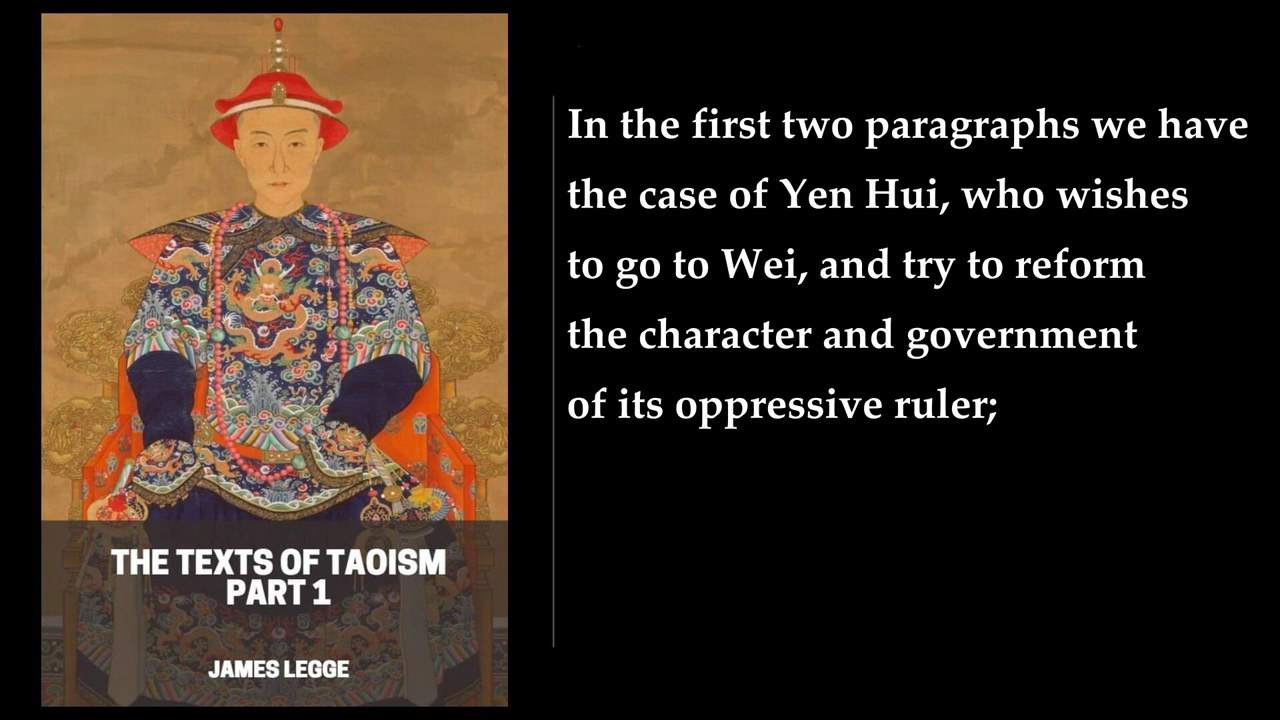 THE TEXTS OF TAOISM
PART 1
JAMES LEGGE
In the first two paragraphs we have
the case of Yen Hui, who wishes
to go to Wei, and try to reform
the character and government
of its oppressive ruler;